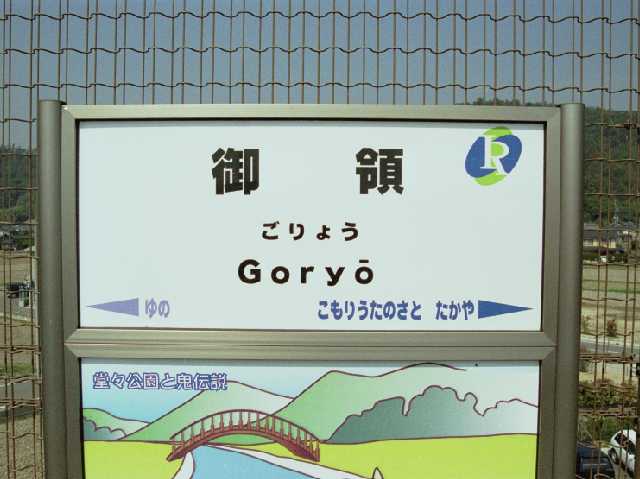 御領
R
ごりょう
Goryō
ゆの
こもりうたのさと たかや
堂々公園と鬼伝説